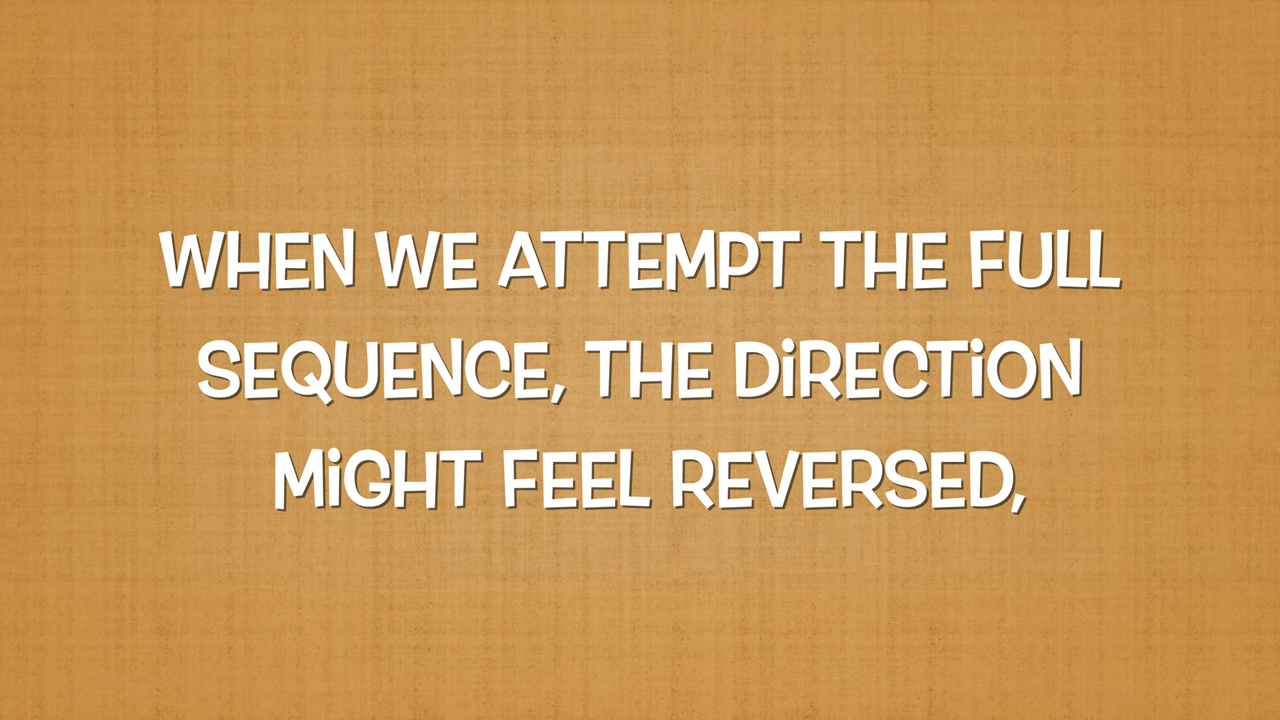 WHEN WE ATTEMPT THE FULL
SEQUENCE, THE DiRECTiON
MiGHT FEEL REVERSED,